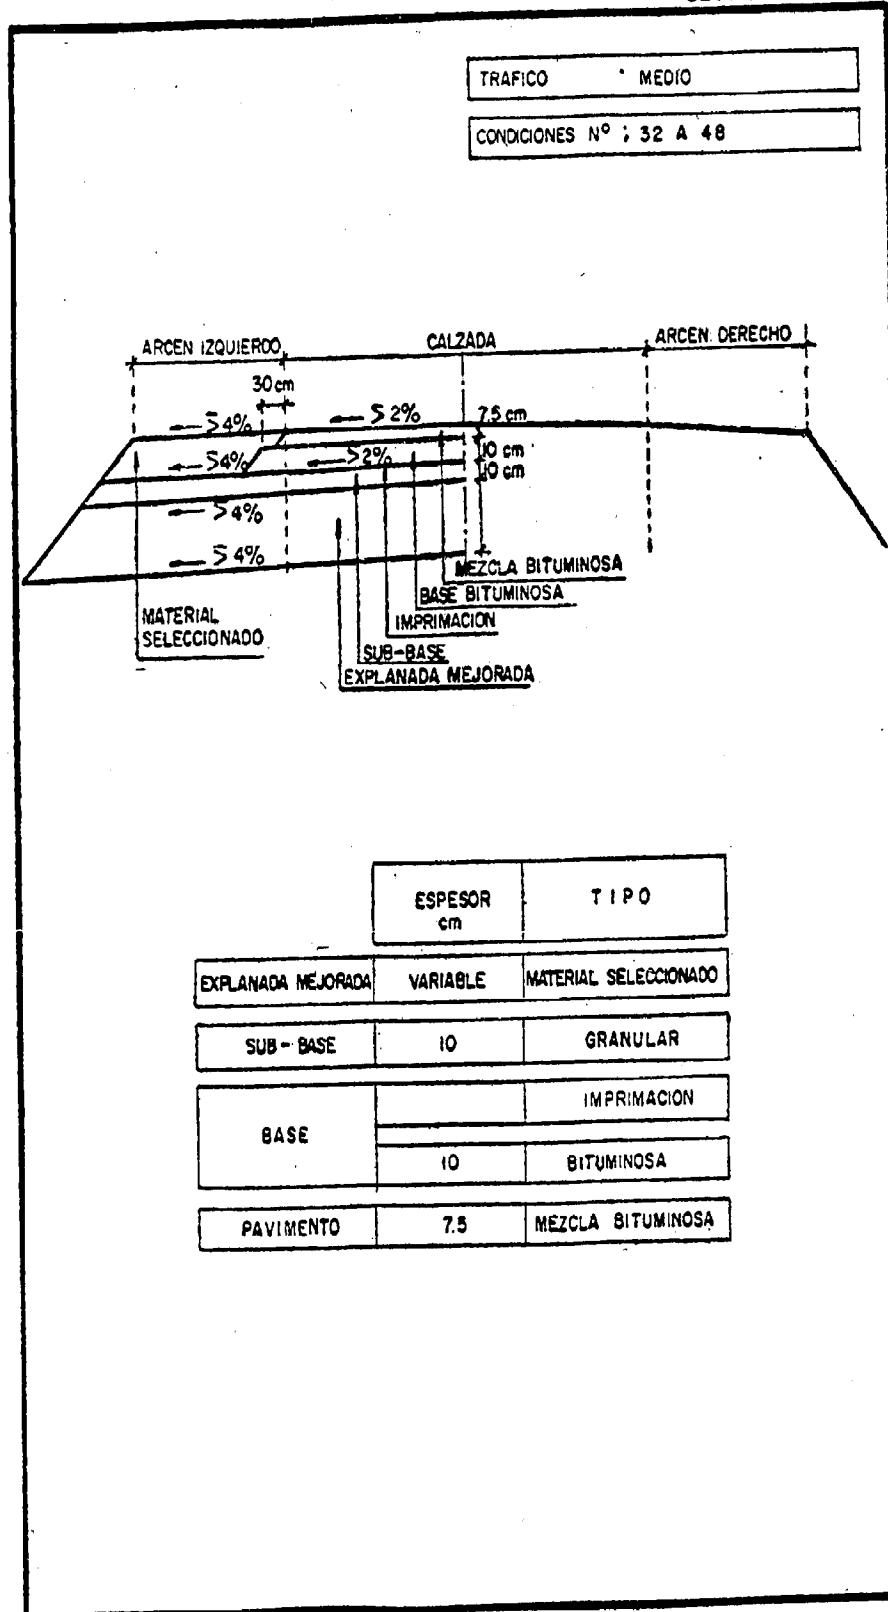 TRAFICO MEDIO
CONDICIONES Nº : 32 A 48
ARCEN IZQUIERDO CALZADA ARCEN DERECHO
30 cm
≥4% ≤ 2% 7.5 cm
≥4% ≥2% 10 cm
10 cm
≥ 4%
≥ 4%
MEZCLA BITUMINOSA
BASE BITUMINOSA
IMPRIMACION
MATERIAL
SELECCIONADO
SUB-BASE
EXPLANADA MEJORADA
ESPESOR
cm
TIPO
EXPLANADA MEJORADA VARIABLE MATERIAL SELECCIONADO
SUB-BASE 10 GRANULAR
IMPRIMACION
BASE
10 BITUMINOSA
PAVIMENTO 7.5 MEZCLA BITUMINOSA